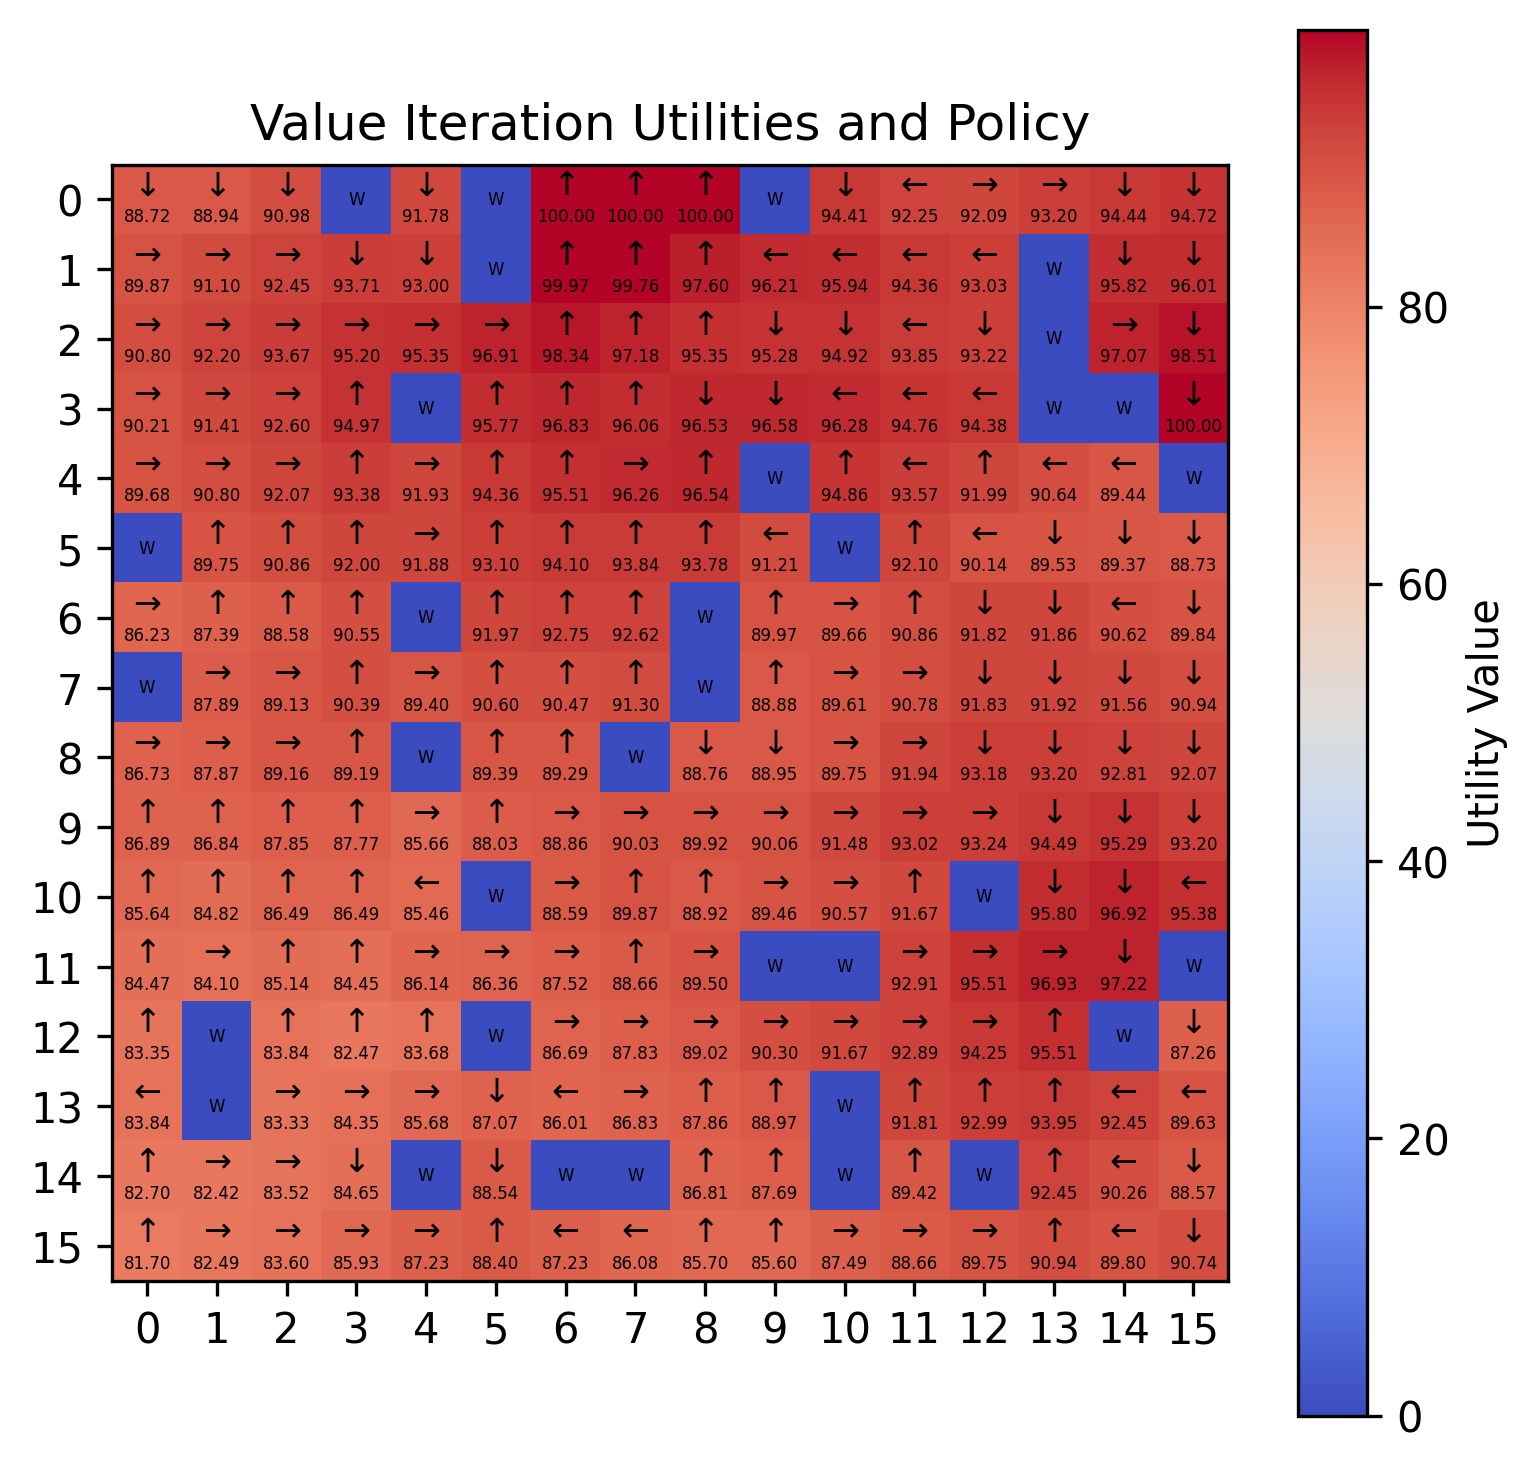 Value Iteration Utilities and Policy
0 ↓ ↓ ↓ W ↓ W ↑ ↑ ↑ W ↓ ← → → ↓ ↓
88.72 88.94 90.98 91.78 100.00 100.00 100.00 94.41 92.25 92.09 93.20 94.44 94.72
1 → → → ↓ ↓ W ↑ ↑ ↑ ← ← ← ← W ↓ ↓
89.87 91.10 92.45 93.71 93.00 99.97 99.76 97.60 96.21 95.94 94.36 93.03 95.82 96.01
2 → → → → → → ↑ ↑ ↑ ↓ ↓ ← ↓ W → ↓
90.80 92.20 93.67 95.20 95.35 96.91 98.34 97.18 95.35 95.28 94.92 93.85 93.22 97.07 98.51
3 → → → ↑ W ↑ ↑ ↑ ↓ ↓ ← ← ← W W ↓
90.21 91.41 92.60 94.97 95.77 96.83 96.06 96.53 96.58 96.28 94.76 94.38 100.00
4 → → → ↑ → ↑ ↑ → ↑ W ↑ ← ↑ ← ← W
89.68 90.80 92.07 93.38 91.93 94.36 95.51 96.26 96.54 94.86 93.57 91.99 90.64 89.44
5 W ↑ ↑ ↑ → ↑ ↑ ↑ ↑ ← W ↑ ← ↓ ↓ ↓
89.75 90.86 92.00 91.88 93.10 94.10 93.84 93.78 91.21 92.10 90.14 89.53 89.37 88.73
6 → ↑ ↑ ↑ W ↑ ↑ ↑ W ↑ → ↑ ↓ ↓ ← ↓
86.23 87.39 88.58 90.55 91.97 92.75 92.62 89.97 89.66 90.86 91.82 91.86 90.62 89.84
7 W → → ↑ → ↑ ↑ ↑ W ↑ → → ↓ ↓ ↓ ↓
87.89 89.13 90.39 89.40 90.60 90.47 91.30 88.88 89.61 90.78 91.83 91.92 91.56 90.94
8 → → → ↑ W ↑ ↑ W ↓ ↓ → → ↓ ↓ ↓ ↓
86.73 87.87 89.16 89.19 89.39 89.29 88.76 88.95 89.75 91.94 93.18 93.20 92.81 92.07
9 ↑ ↑ ↑ ↑ → ↑ → → → → → → → ↓ ↓ ↓
86.89 86.84 87.85 87.77 85.66 88.03 88.86 90.03 89.92 90.06 91.48 93.02 93.24 94.49 95.29 93.20
10 ↑ ↑ ↑ ↑ ← W → ↑ ↑ → → ↑ W ↓ ↓ ←
85.64 84.82 86.49 86.49 85.46 88.59 89.87 88.92 89.46 90.57 91.67 95.80 96.92 95.38
11 ↑ → ↑ ↑ → → → ↑ → W W → → → ↓ W
84.47 84.10 85.14 84.45 86.14 86.36 87.52 88.66 89.50 92.91 95.51 96.93 97.22
12 ↑ W ↑ ↑ ↑ W → → → → → → → ↑ W ↓
83.35 83.84 82.47 83.68 86.69 87.83 89.02 90.30 91.67 92.89 94.25 95.51 87.26
13 ← W → → → ↓ ← → ↑ ↑ W ↑ ↑ ↑ ← ←
83.84 83.33 84.35 85.68 87.07 86.01 86.83 87.86 88.97 91.81 92.99 93.95 92.45 89.63
14 ↑ → → ↓ W ↓ W W ↑ ↑ W ↑ W ↑ ← ↓
82.70 82.42 83.52 84.65 88.54 86.81 87.69 89.42 92.45 90.26 88.57
15 ↑ → → → → ↑ ← ← ↑ ↑ → → → ↑ ← ↓
81.70 82.49 83.60 85.93 87.23 88.40 87.23 86.08 85.70 85.60 87.49 88.66 89.75 90.94 89.80 90.74
0 1 2 3 4 5 6 7 8 9 10 11 12 13 14 15
80
60
40
20
0
Utility Value